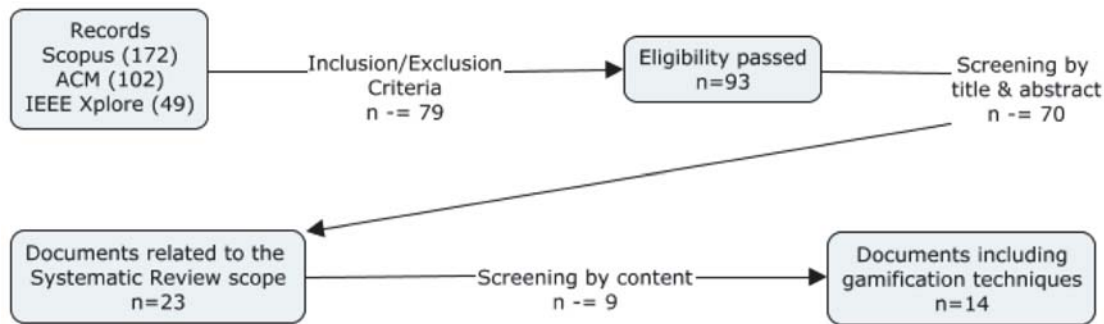 Records
Scopus (172)
ACM (102)
IEEE Xplore (49)
Inclusion/Exclusion
Criteria
n -= 79
Eligibility passed
n=93
Screening by
title & abstract
n -= 70
Documents related to the
Systematic Review scope
n=23
Screening by content
n -= 9
Documents including
gamification techniques
n=14